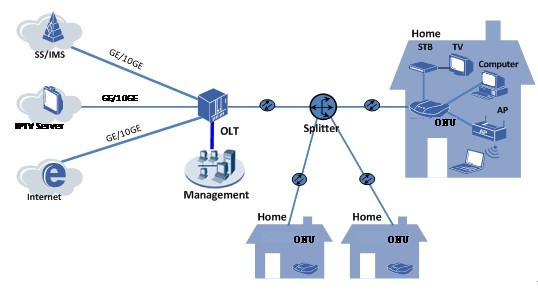 Home
STB TV
SS/IMS
GE/10GE
Computer
GE/10GE
IPTV Server
OLT
Splitter
ONU
AP
AP
GE/10GE
Internet
Management
Home
Home
ONU
ONU